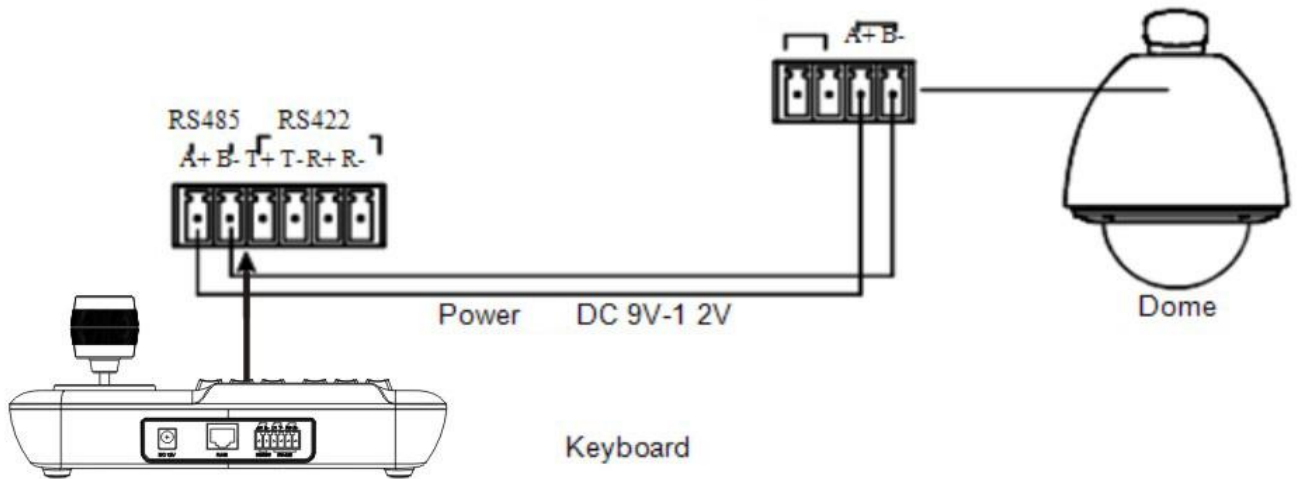 A+ B-
RS485 RS422
A+ B- T+ T- R+ R-
Power DC 9V-1 2V
Dome
Keyboard